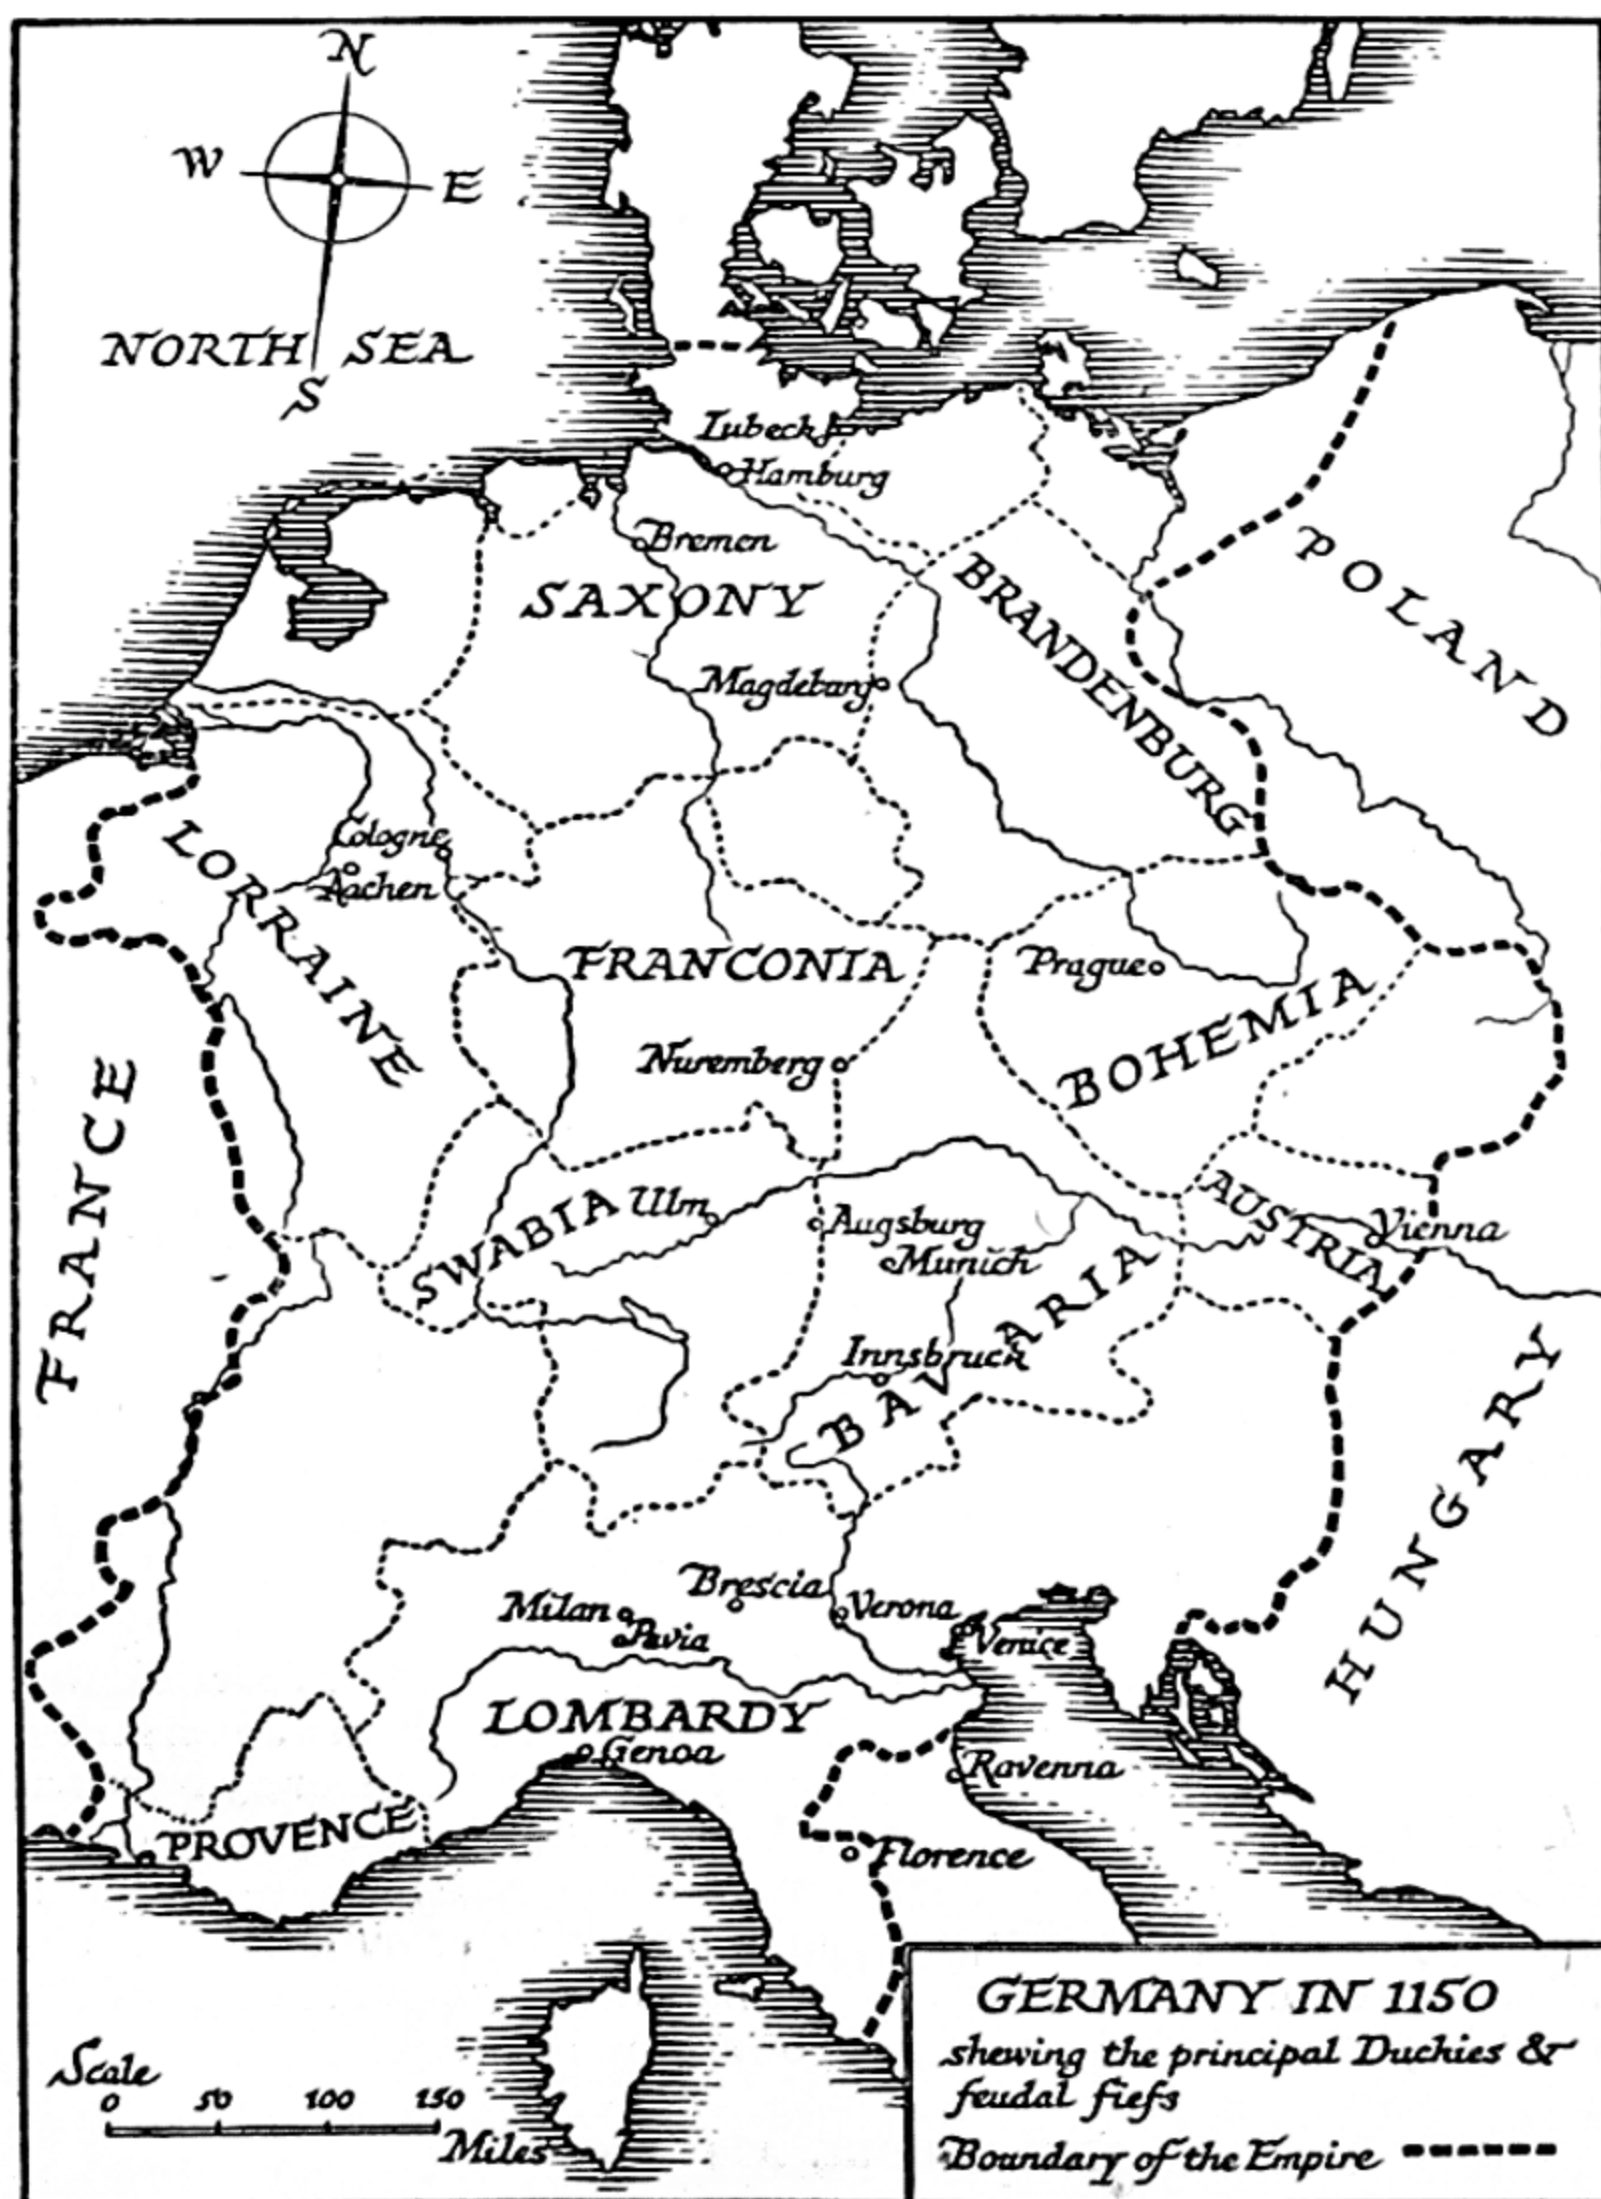 N
W
E
S
NORTH SEA
Lubeck
Hamburg
Bremen
SAXONY
BRANDENBURG
POLAND
Magdeburg
Cologne
Aachen
LORRAINE
FRANCONIA
Prague
BOHEMIA
Nuremberg
FRANCE
SWABIA
Ulm
Augsburg
Munich
AUSTRIA
Vienna
BAVARIA
Innsbruck
HUNGARY
Milan
Brescia
Verona
Pavia
Venice
LOMBARDY
Genoa
Ravenna
PROVENCE
Florence
GERMANY IN 1150
shewing the principal Duchies &
feudal fiefs
Boundary of the Empire
Scale
0 50 100 150
Miles